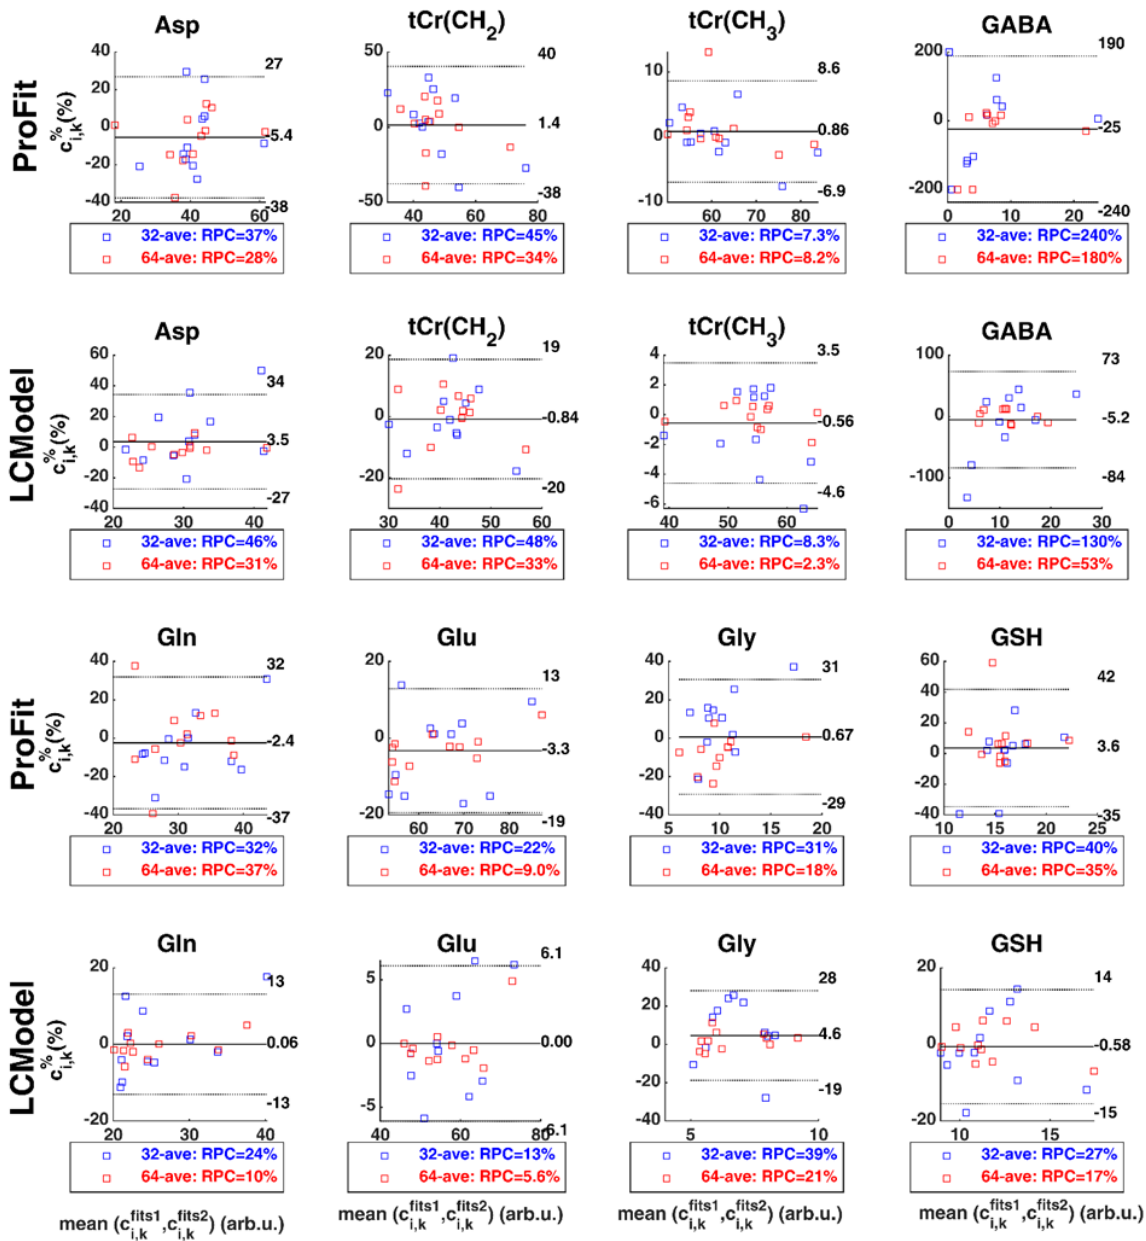 Asp
tCr(CH2)
tCr(CH3)
GABA
ProFit
c%i,k(%)
40
20
0
-20
-40
27
-5.4
-38
20
40
60
50
0
-50
40
1.4
-38
40
60
80
10
0
-10
8.6
0.86
-6.9
60
70
80
200
0
-200
190
-25
-240
0
10
20
32-ave: RPC=37%
64-ave: RPC=28%
32-ave: RPC=45%
64-ave: RPC=34%
32-ave: RPC=7.3%
64-ave: RPC=8.2%
32-ave: RPC=240%
64-ave: RPC=180%
Asp
tCr(CH2)
tCr(CH3)
GABA
LCModel
c%i,k(%)
60
40
20
0
-20
-40
34
3.5
-27
20
30
40
20
0
-20
19
-0.84
-20
30
40
50
60
4
2
0
-2
-4
-6
3.5
-0.56
-4.6
40
50
60
100
0
-100
73
-5.2
-84
0
10
20
30
32-ave: RPC=46%
64-ave: RPC=31%
32-ave: RPC=48%
64-ave: RPC=33%
32-ave: RPC=8.3%
64-ave: RPC=2.3%
32-ave: RPC=130%
64-ave: RPC=53%
Gln
Glu
Gly
GSH
ProFit
c%i,k(%)
40
20
0
-20
-40
32
-2.4
-37
20
30
40
20
0
-20
13
-3.3
-19
60
70
80
40
20
0
-20
-40
31
0.67
-29
5
10
15
20
60
40
20
0
-20
-40
42
3.6
-35
10
15
20
25
32-ave: RPC=32%
64-ave: RPC=37%
32-ave: RPC=22%
64-ave: RPC=9.0%
32-ave: RPC=31%
64-ave: RPC=18%
32-ave: RPC=40%
64-ave: RPC=35%
Gln
Glu
Gly
GSH
LCModel
c%i,k(%)
20
0
-20
13
0.06
-13
20
30
40
5
0
-5
6.1
0.00
-6.1
40
60
80
40
20
0
-20
-40
28
4.6
-19
5
10
20
0
-20
14
-0.58
-15
10
15
32-ave: RPC=24%
64-ave: RPC=10%
32-ave: RPC=13%
64-ave: RPC=5.6%
32-ave: RPC=39%
64-ave: RPC=21%
32-ave: RPC=27%
64-ave: RPC=17%
mean (cfits1i,k,cfits2i,k) (arb.u.)
mean (cfits1i,k,cfits2i,k) (arb.u.)
mean (cfits1i,k,cfits2i,k) (arb.u.)
mean (cfits1i,k,cfits2i,k) (arb.u.)